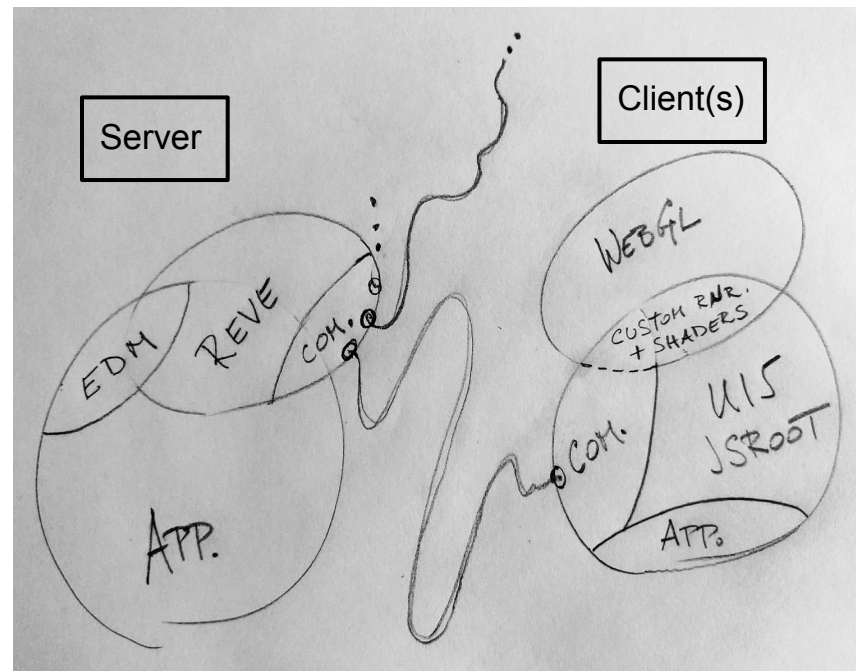 Server
Client(s)
EDM
REVE
COM.
APP.
WEBGL
CUSTOM RNR.
+ SHADERS
COM.
UI5
JSROOT
APP.